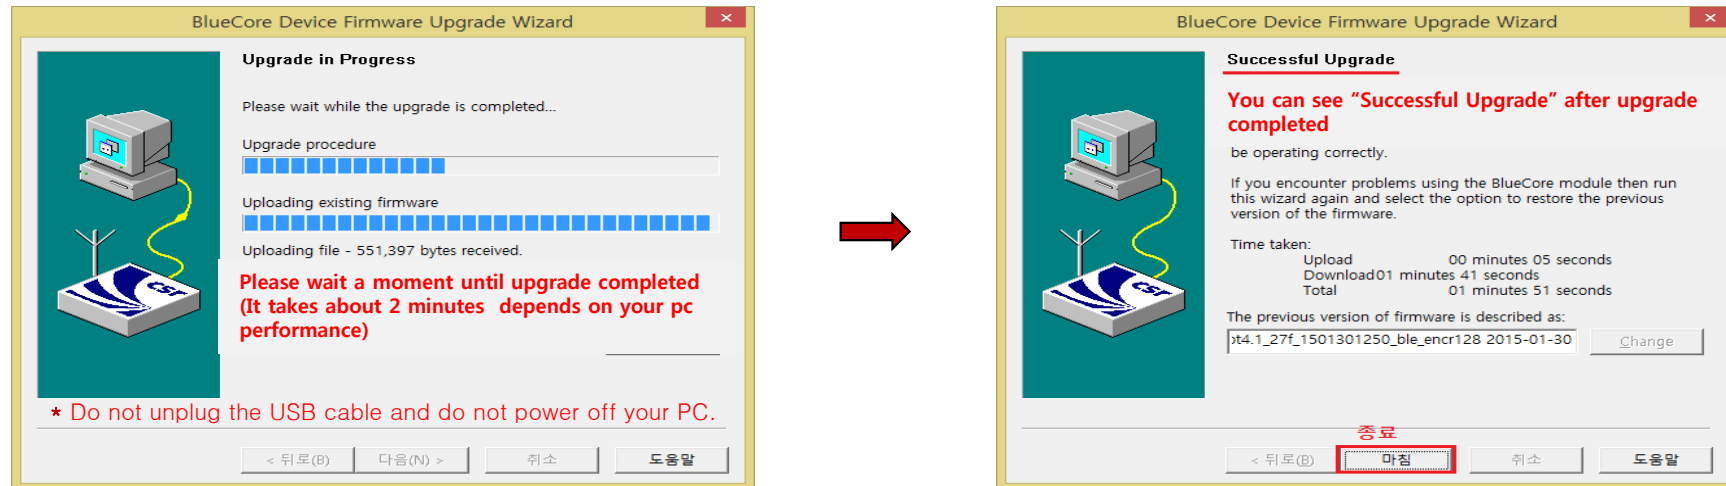 BlueCore Device Firmware Upgrade Wizard
Upgrade in Progress
Please wait while the upgrade is completed...
Upgrade procedure
Uploading existing firmware
Uploading file - 551,397 bytes received.
Please wait a moment until upgrade completed
(It takes about 2 minutes  depends on your pc
performance)
* Do not unplug the USB cable and do not power off your PC.
< 뒤로(B)
다음(N) >
취소
도움말
CSR
BlueCore Device Firmware Upgrade Wizard
Successful Upgrade
You can see “Successful Upgrade” after upgrade
completed
be operating correctly.
If you encounter problems using the BlueCore module then run
this wizard again and select the option to restore the previous
version of the firmware.
Time taken:
Upload 00 minutes 05 seconds
Download01 minutes 41 seconds
Total 01 minutes 51 seconds
The previous version of firmware is described as:
ot4.1_27f_1501301250_ble_encr128 2015-01-30
Change
종료
< 뒤로(B)
마침
취소
도움말
CSR